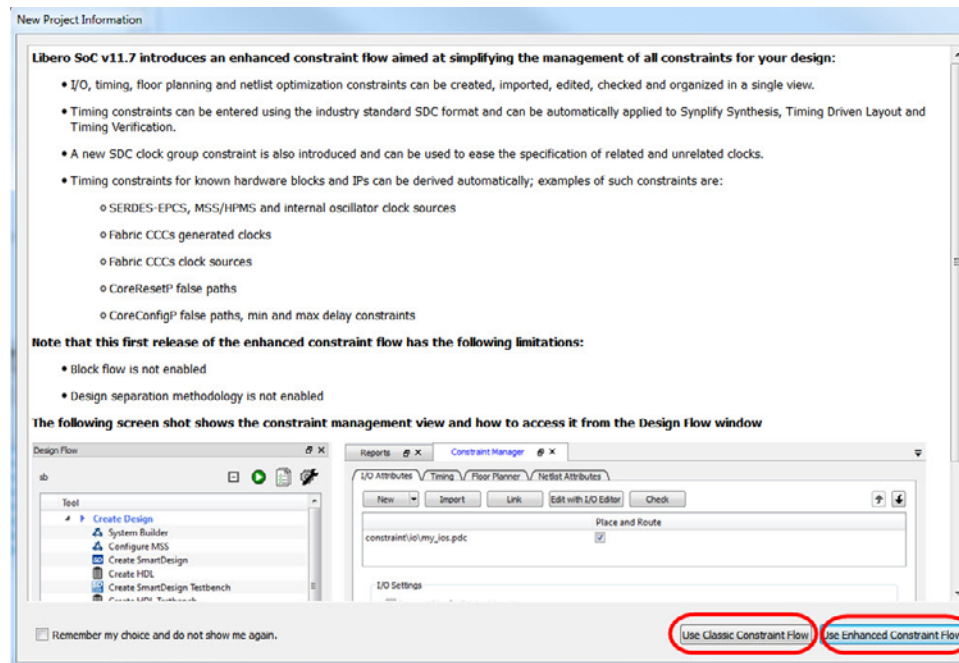 New Project Information
Libero SoC v11.7 introduces an enhanced constraint flow aimed at simplifying the management of all constraints for your design:
• I/O, timing, floor planning and netlist optimization constraints can be created, imported, edited, checked and organized in a single view.
• Timing constraints can be entered using the industry standard SDC format and can be automatically applied to Synplify Synthesis, Timing Driven Layout and
Timing Verification.
• A new SDC clock group constraint is also introduced and can be used to ease the specification of related and unrelated clocks.
• Timing constraints for known hardware blocks and IPs can be derived automatically; examples of such constraints are:
o SERDES-EPCS, MSS/HPMS and internal oscillator clock sources
o Fabric CCCs generated clocks
o Fabric CCCs clock sources
o CoreResetP false paths
o CoreConfigP false paths, min and max delay constraints
Note that this first release of the enhanced constraint flow has the following limitations:
• Block flow is not enabled
• Design separation methodology is not enabled
The following screen shot shows the constraint management view and how to access it from the Design Flow window
Design Flow
Reports Constraint Manager
sb
I/O Attributes Timing Floor Planner Netlist Attributes
Tool
New Import Link Edit with I/O Editor Check
Create Design
System Builder
Configure MSS
Create SmartDesign
Create HDL
Create SmartDesign Testbench
Create HDL Testbench
Place and Route
constraint\io\my_ios.pdc
I/O Settings
Remember my choice and do not show me again.
Use Classic Constraint Flow
Use Enhanced Constraint Flow